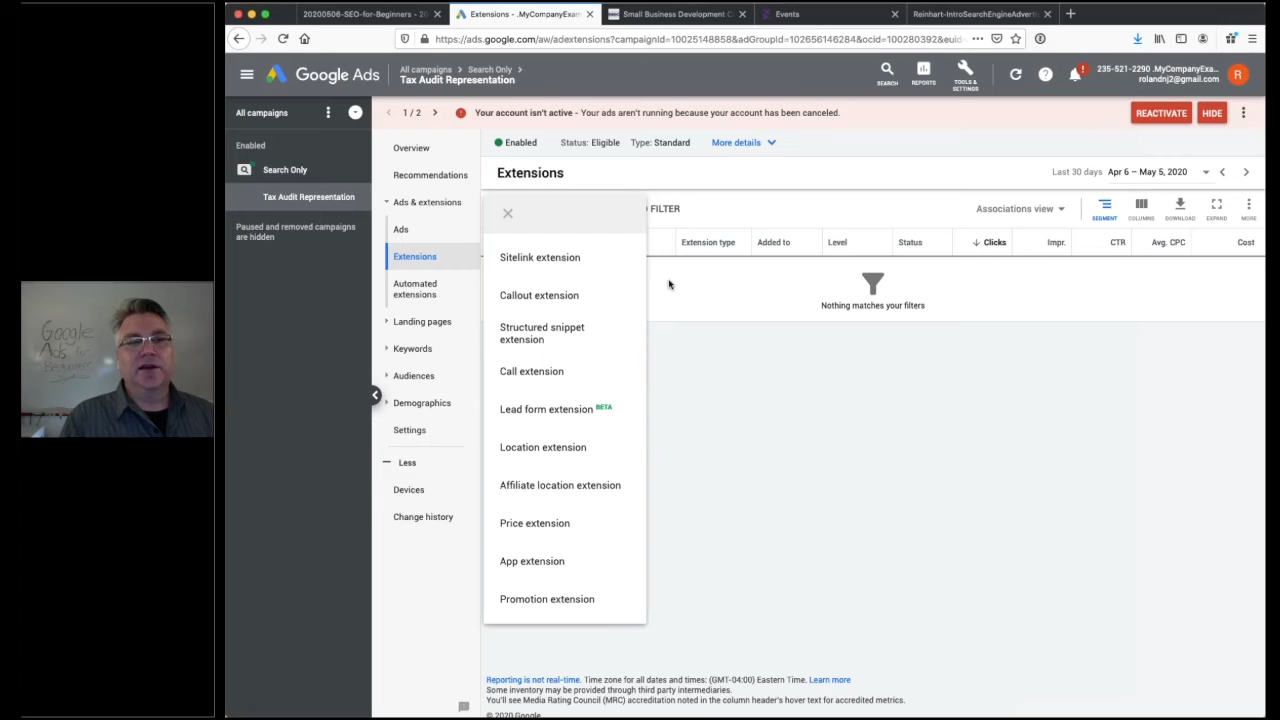 20200506-SEO-for-Beginners - 20
Extensions - .MyCompanyExam
Small Business Development C
Events
Reinhart-IntroSearchEngineAdverti
https://ads.google.com/aw/adextensions?campaignId=10025148858&adGroupId=102656146284&ocid=100280392&euid
Google Ads
All campaigns > Search Only >
Tax Audit Representation
SEARCH
REPORTS
TOOLS & SETTINGS
235-521-2290 .MyCompanyExa...
rolandnj2@gmail.com
R
All campaigns
1 / 2
Your account isn't active - Your ads aren't running because your account has been canceled.
REACTIVATE
HIDE
Enabled
Search Only
Tax Audit Representation
Paused and removed campaigns
are hidden
Overview
Recommendations
Ads & extensions
Ads
Extensions
Automated
extensions
Landing pages
Keywords
Audiences
Demographics
Settings
Less
Devices
Change history
Enabled Status: Eligible Type: Standard More details
Extensions
Last 30 days Apr 6 – May 5, 2020
FILTER
Associations view
SEGMENT
COLUMNS
DOWNLOAD
EXPAND
MORE
Extension type Added to Level Status Clicks Impr. CTR Avg. CPC Cost
Nothing matches your filters
Sitelink extension
Callout extension
Structured snippet
extension
Call extension
Lead form extension BETA
Location extension
Affiliate location extension
Price extension
App extension
Promotion extension
Google
Ads for
Beginners
Reporting is not real-time. Time zone for all dates and times: (GMT-04:00) Eastern Time. Learn more
Some inventory may be provided through third party intermediaries.
You'll see Media Rating Council (MRC) accreditation noted in the column header's hover text for accredited metrics.
© 2020 Google